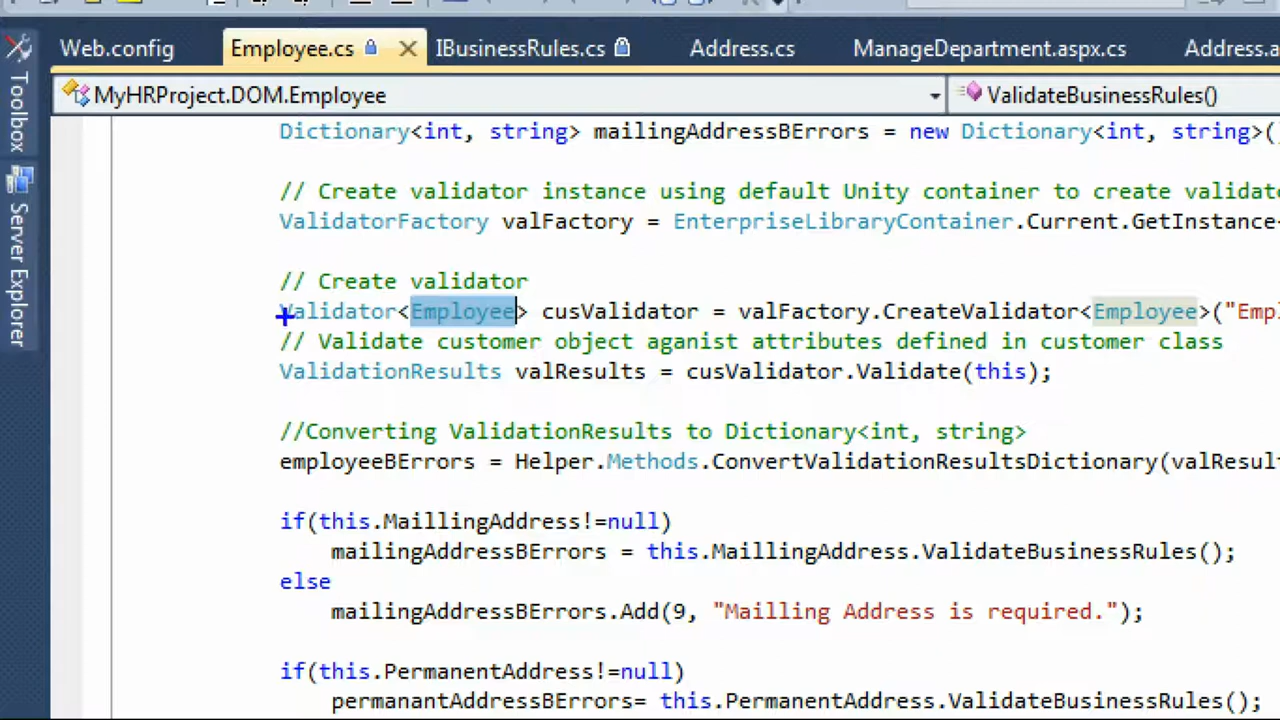 Web.config Employee.cs IBusinessRules.cs Address.cs ManageDepartment.aspx.cs Address.a
MyHRProject.DOM.Employee ValidateBusinessRules()
Toolbox
Server Explorer
Dictionary<int, string> mailingAddressBErrors = new Dictionary<int, string>()
// Create validator instance using default Unity container to create validato
ValidatorFactory valFactory = EnterpriseLibraryContainer.Current.GetInstance<
// Create validator
Validator<Employee> cusValidator = valFactory.CreateValidator<Employee>("Empl
// Validate customer object aganist attributes defined in customer class
ValidationResults valResults = cusValidator.Validate(this);
//Converting ValidationResults to Dictionary<int, string>
employeeBErrors = Helper.Methods.ConvertValidationResultsDictionary(valResult
if(this.MaillingAddress!=null)
mailingAddressBErrors = this.MaillingAddress.ValidateBusinessRules();
else
mailingAddressBErrors.Add(9, "Mailling Address is required.");
if(this.PermanentAddress!=null)
permanantAddressBErrors= this.PermanentAddress.ValidateBusinessRules();